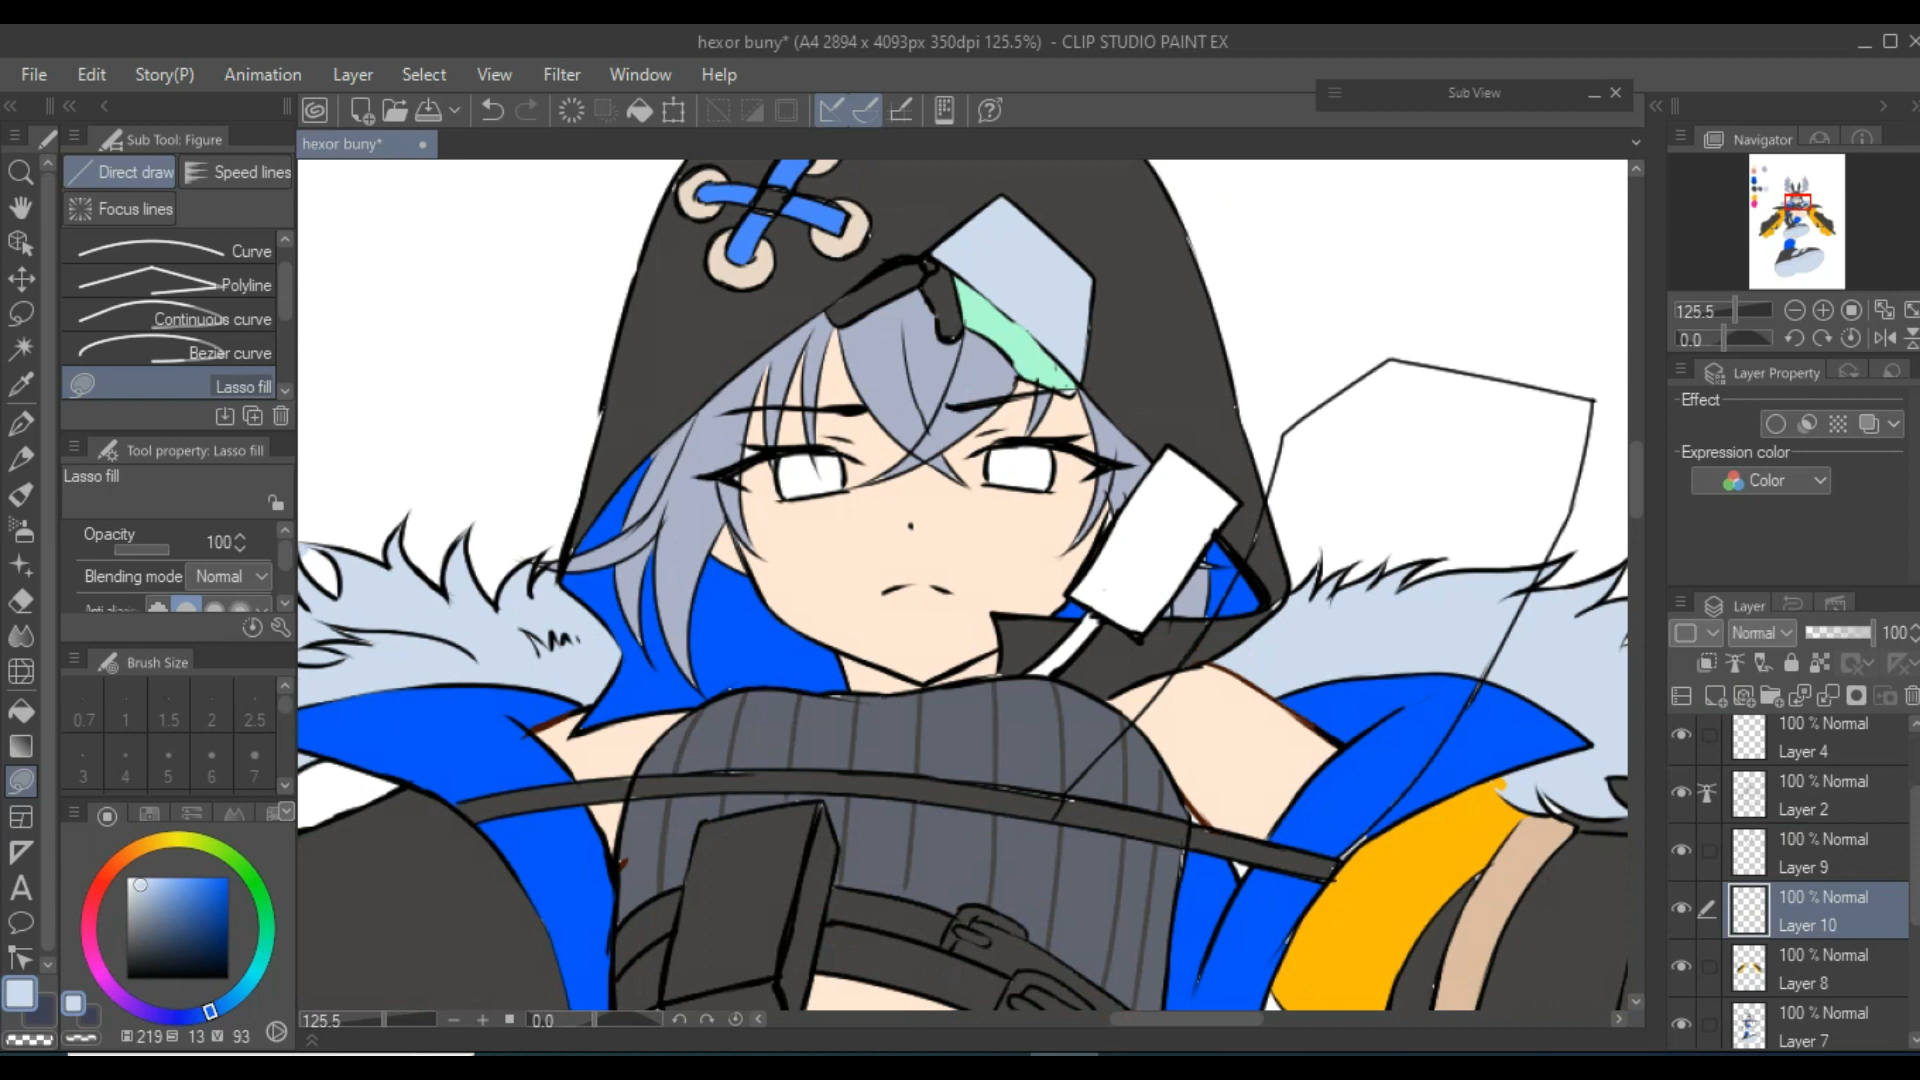 hexor buny* (A4 2894 x 4093px 350dpi 125.5%) - CLIP STUDIO PAINT EX
File Edit Story(P) Animation Layer Select View Filter Window Help
Sub View
Sub Tool: Figure
hexor buny*
Navigator
Direct draw
Speed lines
Focus lines
Curve
Polyline
Continuous curve
Bezier curve
Lasso fill
125.5
0.0
Layer Property
Effect
Expression color
Color
Tool property: Lasso fill
Lasso fill
Opacity 100
Blending mode Normal
Brush Size
0.7 1 1.5 2 2.5
3 4 5 6 7
Layer
Normal 100
100 % Normal
Layer 4
100 % Normal
Layer 2
100 % Normal
Layer 9
100 % Normal
Layer 10
100 % Normal
Layer 8
100 % Normal
Layer 7
H 219 S 13 V 93
125.5 0.0